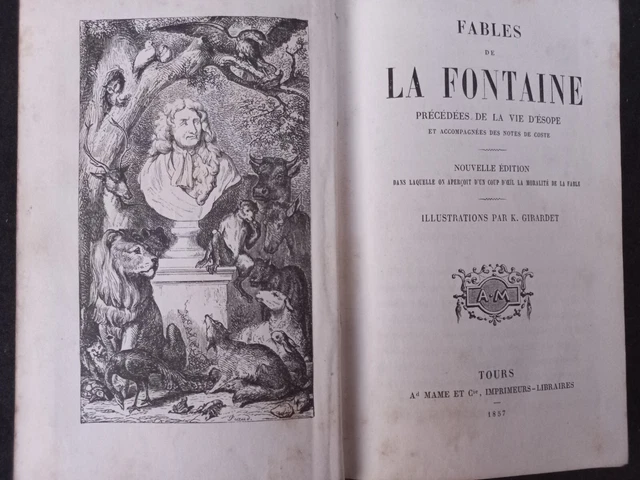 FABLES
DE
LA FONTAINE
PRÉCÉDÉES DE LA VIE D'ÉSOPE
ET ACCOMPAGNÉES DES NOTES DE COSTE
NOUVELLE ÉDITION
DANS LAQUELLE ON APERÇOIT D'UN COUP D'ŒIL LA MORALITÉ DE LA FABLE
ILLUSTRATIONS PAR K. GIRARDET
A·M
TOURS
Ad MAME ET Cie, IMPRIMEURS-LIBRAIRES
1857